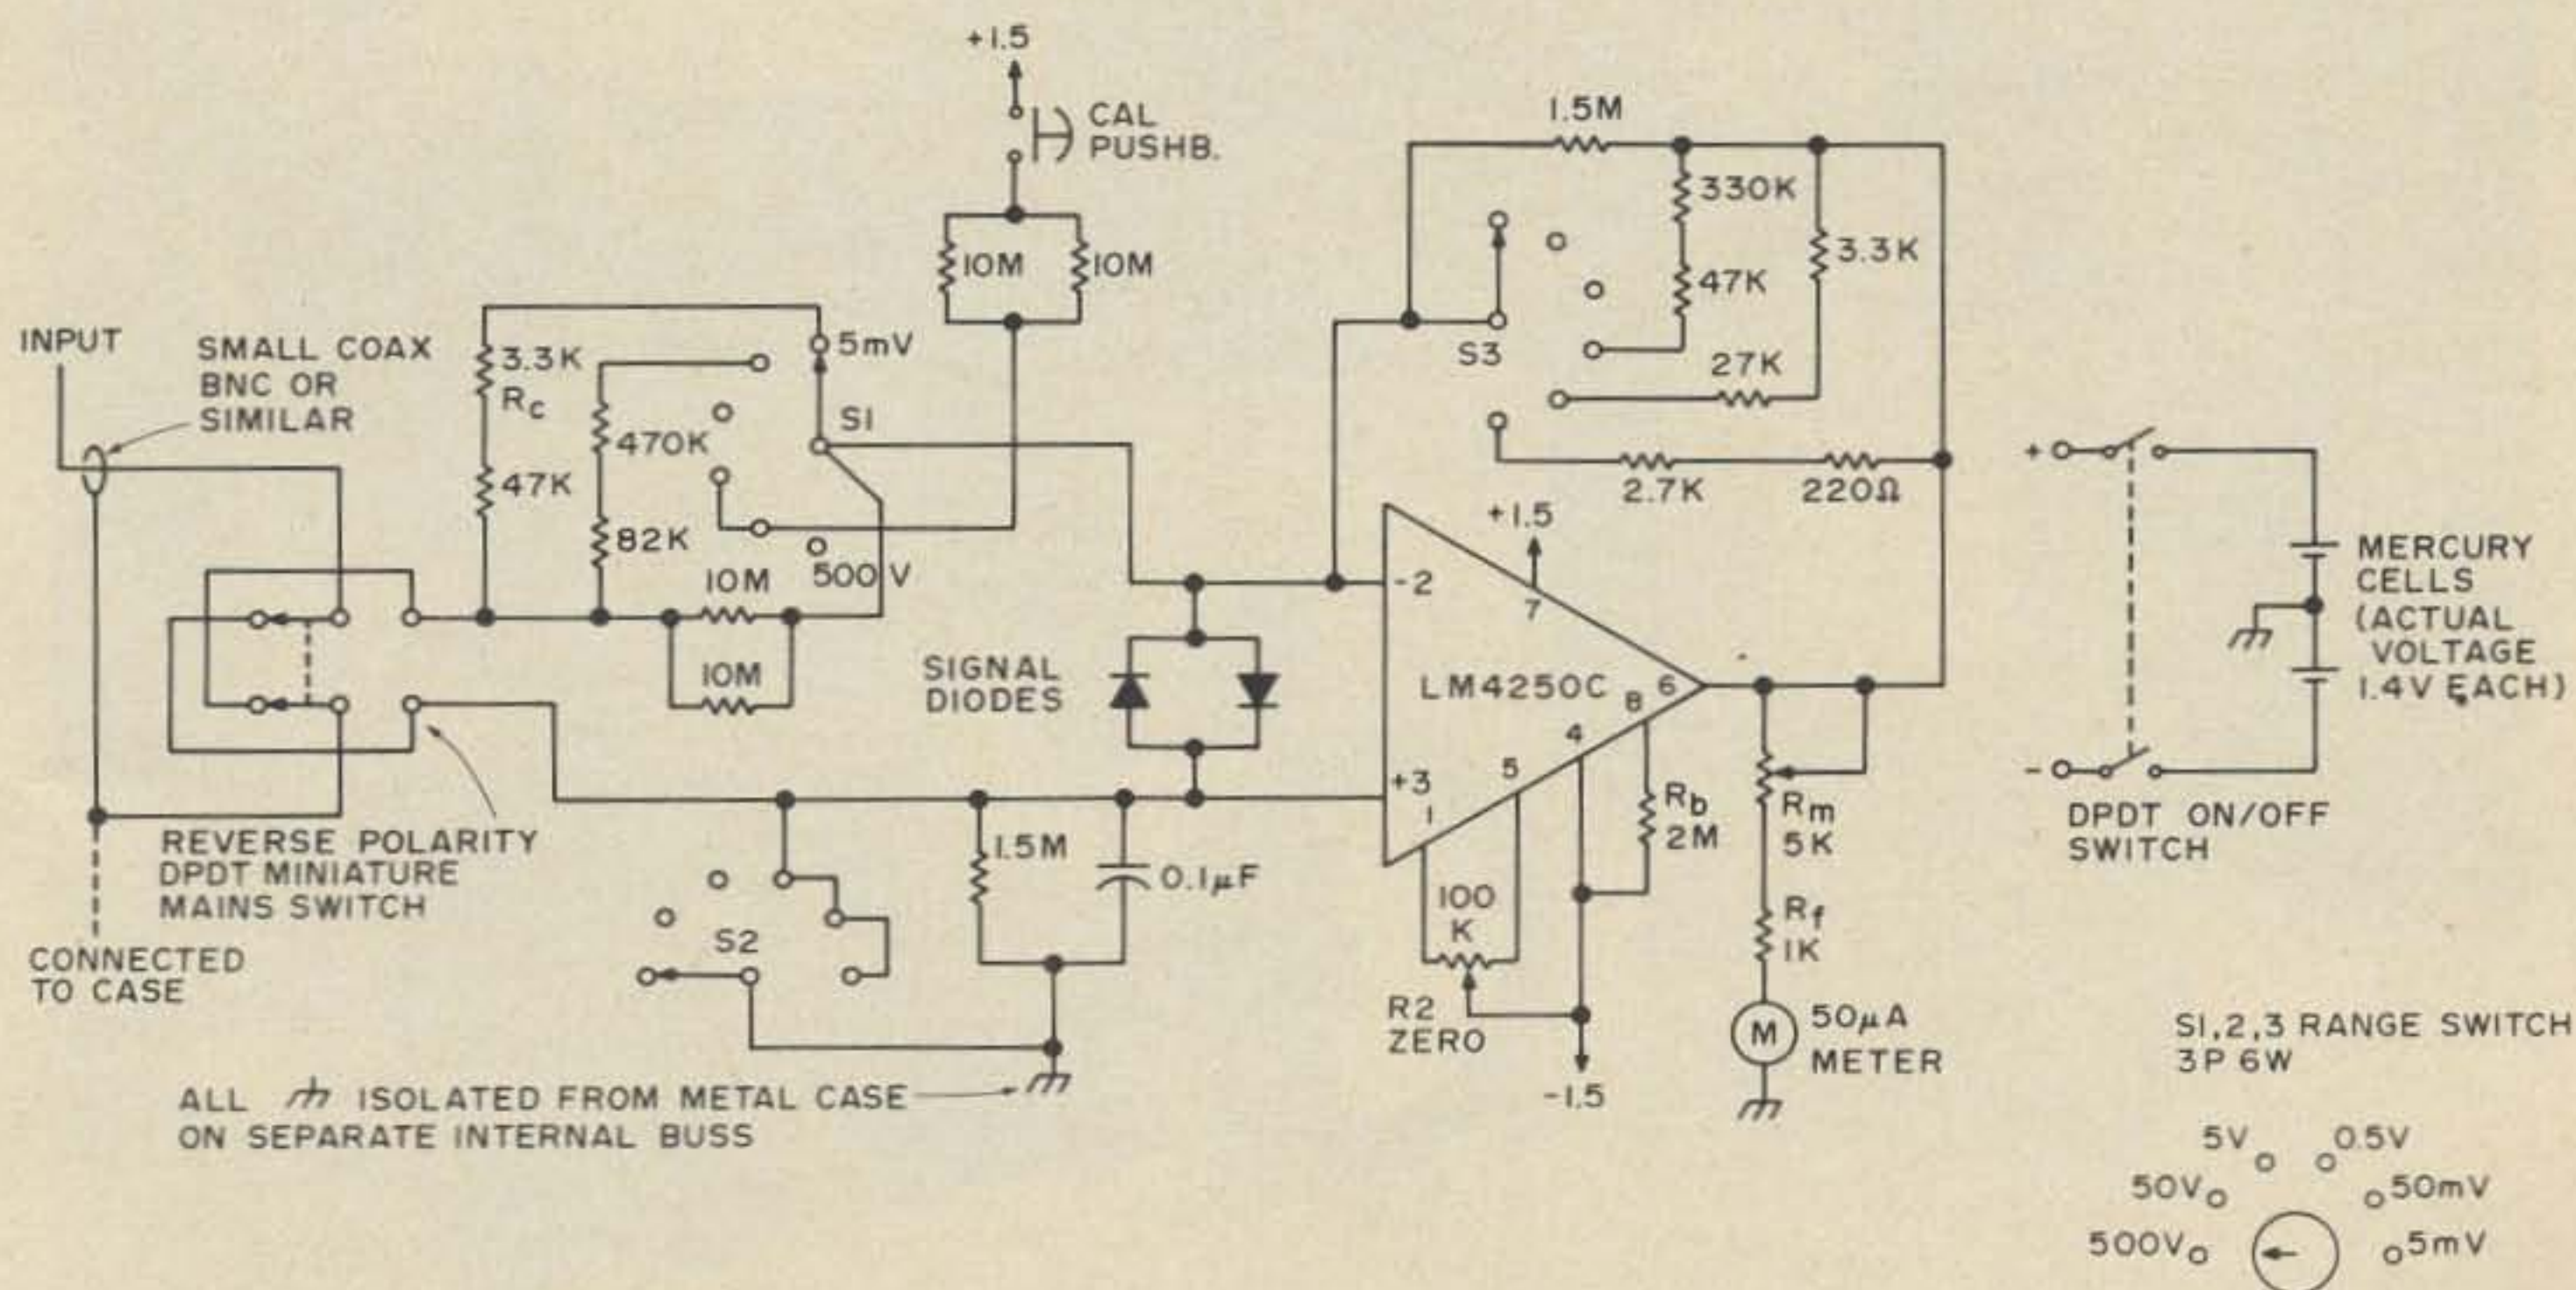 +1.5
CAL
PUSHB.
10M
10M
1.5M
330K
47K
3.3K
S3
27K
2.7K
220Ω
INPUT
SMALL COAX
BNC OR
SIMILAR
3.3K
Rc
47K
470K
82K
5mV
S1
500V
10M
10M
REVERSE POLARITY
DPDT MINIATURE
MAINS SWITCH
CONNECTED
TO CASE
SIGNAL
DIODES
S2
1.5M
0.1μF
ALL ISOLATED FROM METAL CASE
ON SEPARATE INTERNAL BUSS
+1.5
-2
7
LM4250C
6
8
4
5
+3
1
100
K
R2
ZERO
-1.5
Rb
2M
Rm
5K
Rf
1K
M
50μA
METER
+
-
MERCURY
CELLS
(ACTUAL
VOLTAGE
1.4V EACH)
DPDT ON/OFF
SWITCH
S1,2,3 RANGE SWITCH
3P 6W
5V
0.5V
50V
50mV
500V
5mV